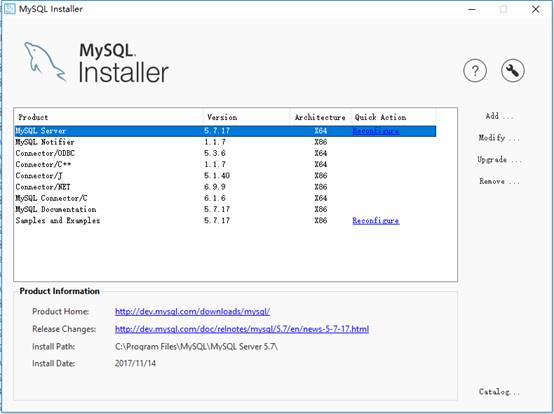 MySQL Installer
MySQL.
Installer
Product Version Architecture Quick Action
MySQL Server 5.7.17 X64 Reconfigure
MySQL Notifier 1.1.7 X86
Connector/ODBC 5.3.6 X64
Connector/C++ 1.1.7 X64
Connector/J 5.1.40 X86
Connector/NET 6.9.9 X86
MySQL Connector/C 6.1.6 X64
MySQL Documentation 5.7.17 X86
Samples and Examples 5.7.17 X86 Reconfigure
Add ...
Modify ...
Upgrade ...
Remove ...
Product Information
Product Home: http://dev.mysql.com/downloads/mysql/
Release Changes: http://dev.mysql.com/doc/relnotes/mysql/5.7/en/news-5-7-17.html
Install Path: C:\Program Files\MySQL\MySQL Server 5.7\
Install Date: 2017/11/14
Catalog...